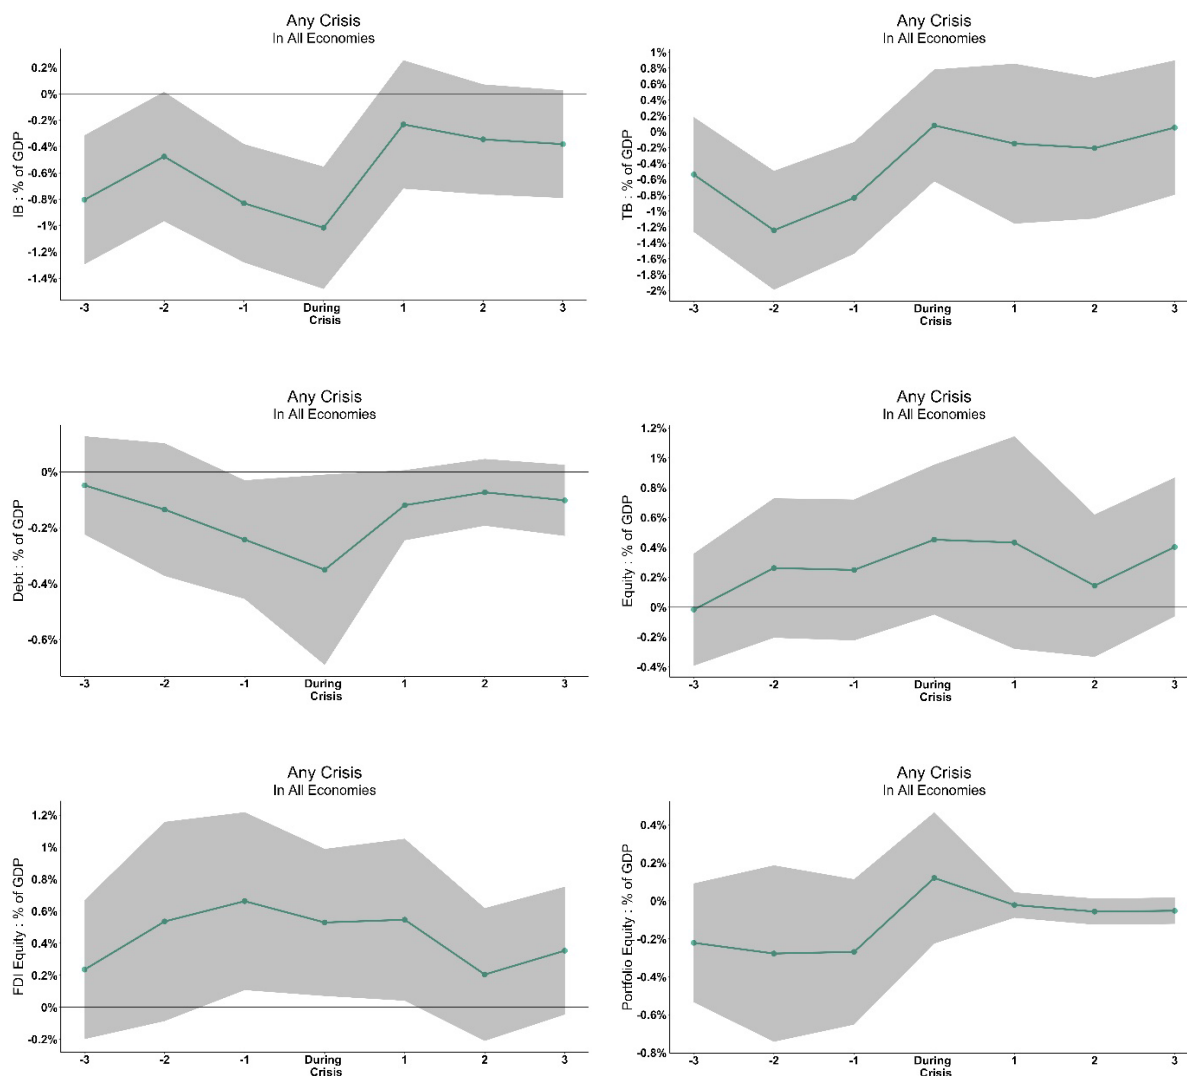 Any Crisis
In All Economies
IB : % of GDP
0.2%
0%
-0.2%
-0.4%
-0.6%
-0.8%
-1%
-1.2%
-1.4%
-3 -2 -1 During Crisis 1 2 3
Any Crisis
In All Economies
TB : % of GDP
1%
0.8%
0.6%
0.4%
0.2%
0%
-0.2%
-0.4%
-0.6%
-0.8%
-1%
-1.2%
-1.4%
-1.6%
-1.8%
-2%
-3 -2 -1 During Crisis 1 2 3
Any Crisis
In All Economies
Debt : % of GDP
0%
-0.2%
-0.4%
-0.6%
-3 -2 -1 During Crisis 1 2 3
Any Crisis
In All Economies
Equity : % of GDP
1.2%
1%
0.8%
0.6%
0.4%
0.2%
0%
-0.2%
-0.4%
-3 -2 -1 During Crisis 1 2 3
Any Crisis
In All Economies
FDI Equity : % of GDP
1.2%
1%
0.8%
0.6%
0.4%
0.2%
0%
-0.2%
-3 -2 -1 During Crisis 1 2 3
Any Crisis
In All Economies
Portfolio Equity : % of GDP
0.4%
0.2%
0%
-0.2%
-0.4%
-0.6%
-0.8%
-3 -2 -1 During Crisis 1 2 3